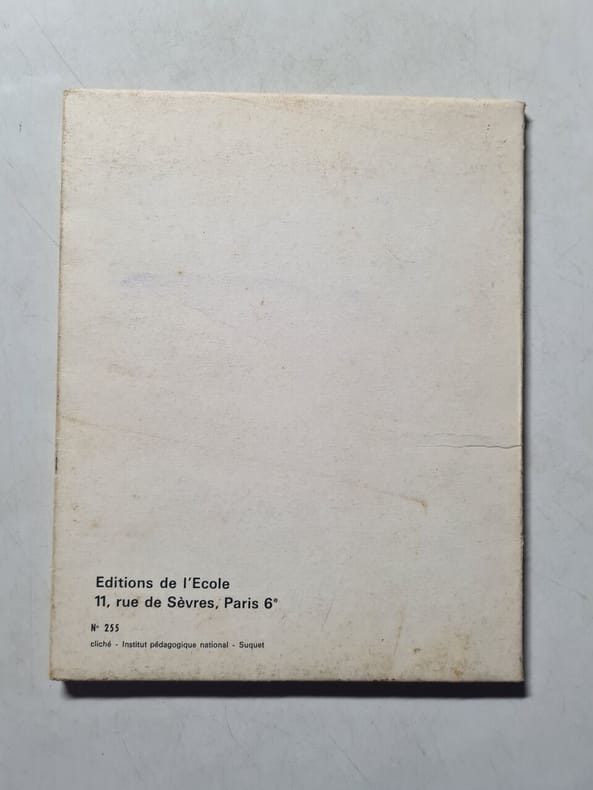 Editions de l'Ecole
11, rue de Sèvres, Paris 6e
N° 255
cliché - Institut pédagogique national - Suquet